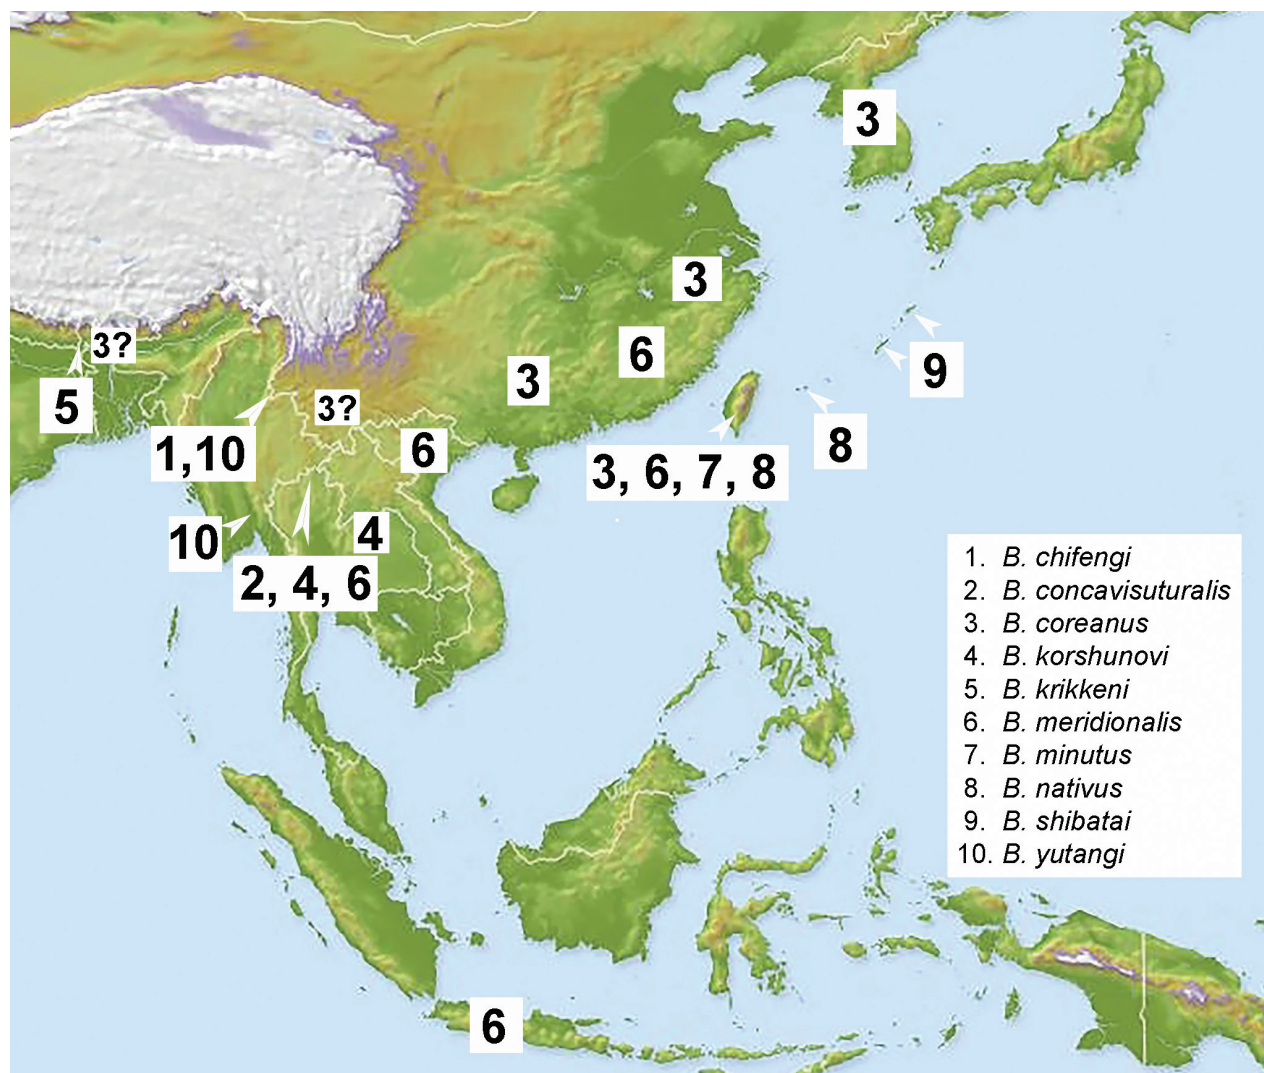 3
3
3?
6
5
3
9
3?
8
1,10
6
3, 6, 7, 8
10
4
2, 4, 6
1. B. chifengi
2. B. concavisuturalis
3. B. coreanus
4. B. korshunovi
5. B. krikkeni
6. B. meridionalis
7. B. minutus
8. B. nativus
9. B. shibatai
10. B. yutangi
6